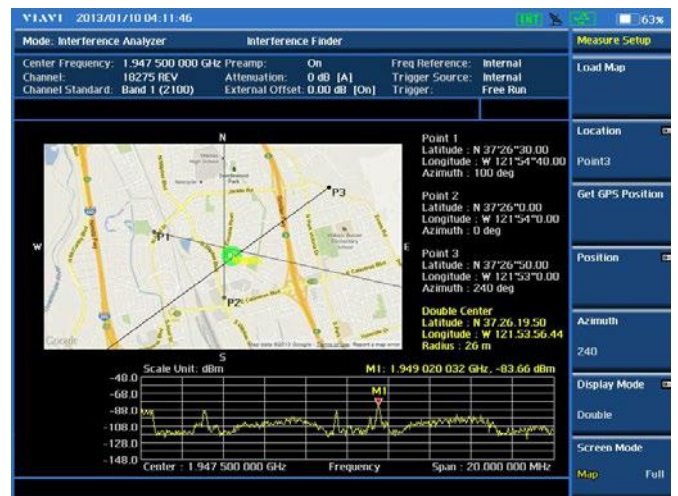 VIAVI 2013/01/10 04:11:46
63%
Mode: Interference Analyzer Interference Finder
Measure Setup
Center Frequency: 1.947 500 000 GHz Preamp: On Freq Reference: Internal
Channel: 18275 REV Attenuation: 0 dB [A] Trigger Source: Internal
Channel Standard: Band 1 (2100) External Offset: 0.00 dB [On] Trigger: Free Run
Load Map
Location
Point3
Get GPS Position
Position
Azimuth
240
Display Mode
Double
Screen Mode
Map Full
N
W
E
S
P1
P2
P3
Google
Point 1
Latitude : N 37'26"30.00
Longitude : W 121'54"40.00
Azimuth : 100 deg
Point 2
Latitude : N 37'26"0.00
Longitude : W 121'54"0.00
Azimuth : 0 deg
Point 3
Latitude : N 37'26"50.00
Longitude : W 121'53"0.00
Azimuth : 240 deg
Double Center
Latitude : N 37.26.19.50
Longitude : W 121.53.56.44
Radius : 26 m
Scale Unit: dBm M1: 1.949 020 032 GHz, -83.66 dBm
M1
-48.0
-68.0
-88.0
-108.0
-128.0
-148.0
Center : 1.947 500 000 GHz Frequency Span : 20.000 000 MHz